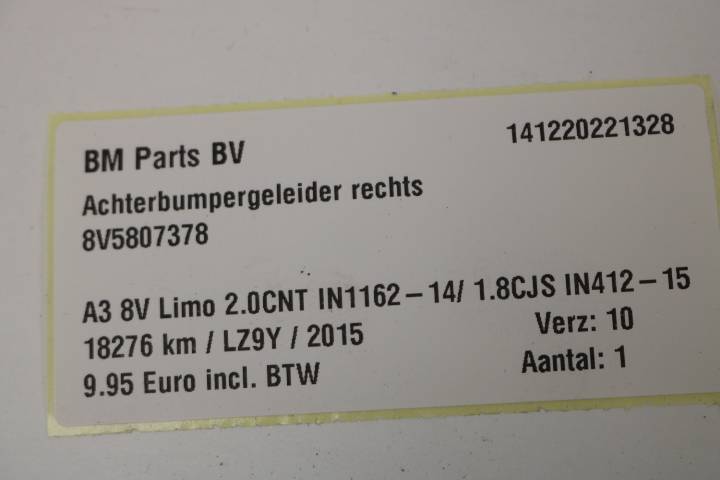 BM Parts BV 141220221328
Achterbumpergeleider rechts
8V5807378
A3 8V Limo 2.0CNT IN1162-14/ 1.8CJS IN412-15
18276 km / LZ9Y / 2015 Verz: 10
9.95 Euro incl. BTW Aantal: 1